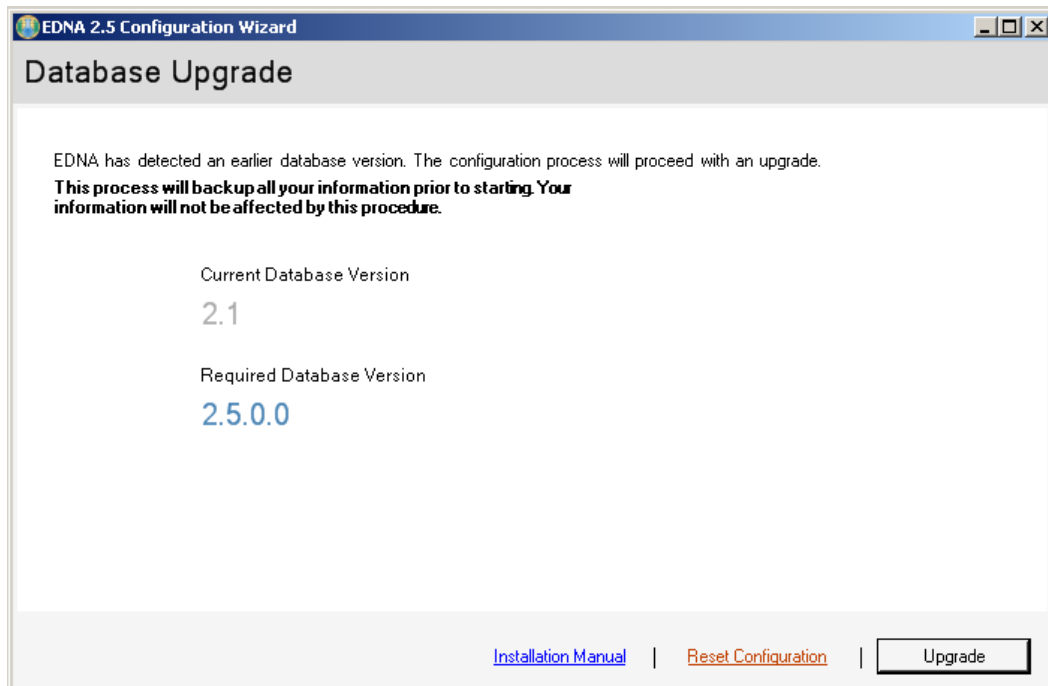 EDNA 2.5 Configuration Wizard
Database Upgrade
EDNA has detected an earlier database version. The configuration process will proceed with an upgrade.
This process will backup all your information prior to starting. Your
information will not be affected by this procedure.
Current Database Version
2.1
Required Database Version
2.5.0.0
Installation Manual | Reset Configuration | Upgrade